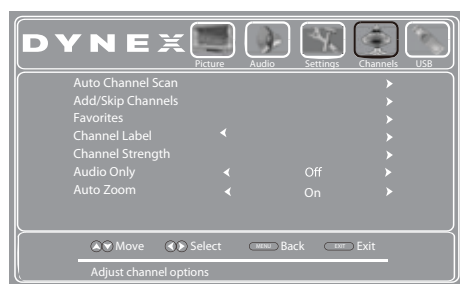 DYNEX
Picture Audio Settings Channels USB
Auto Channel Scan
Add/Skip Channels
Favorites
Channel Label
Channel Strength
Audio Only Off
Auto Zoom On
Move Select MENU Back EXIT Exit
Adjust channel options